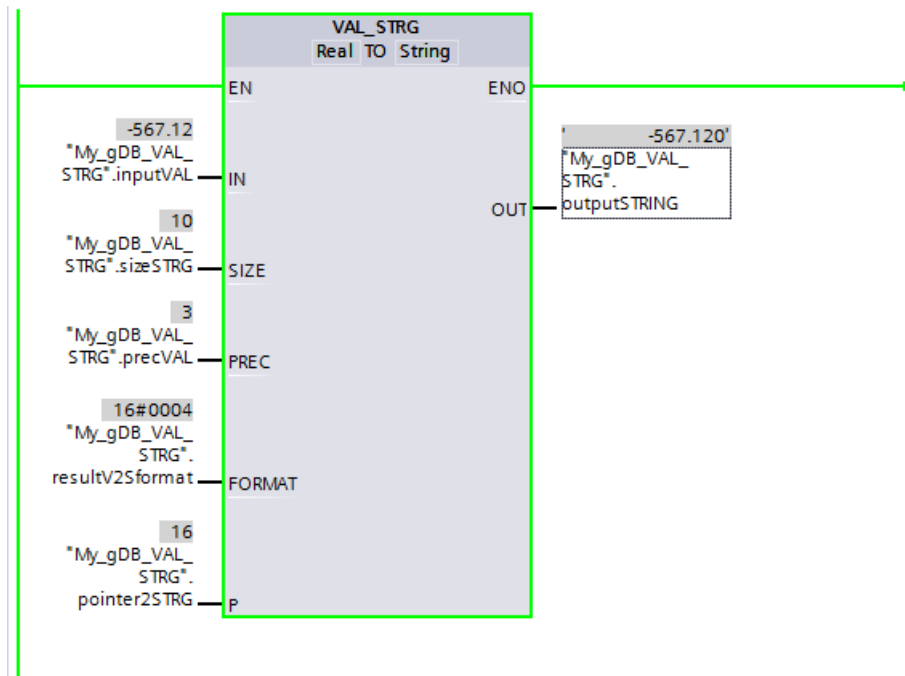 VAL_STRG
Real TO String
EN ENO
-567.12
"My_gDB_VAL_
STRG".inputVAL
IN
' -567.120'
"My_gDB_VAL_
STRG".
outputSTRING
OUT
10
"My_gDB_VAL_
STRG".sizeSTRG
SIZE
3
"My_gDB_VAL_
STRG".precVAL
PREC
16#0004
"My_gDB_VAL_
STRG".
resultV2Sformat
FORMAT
16
"My_gDB_VAL_
STRG".
pointer2STRG
P